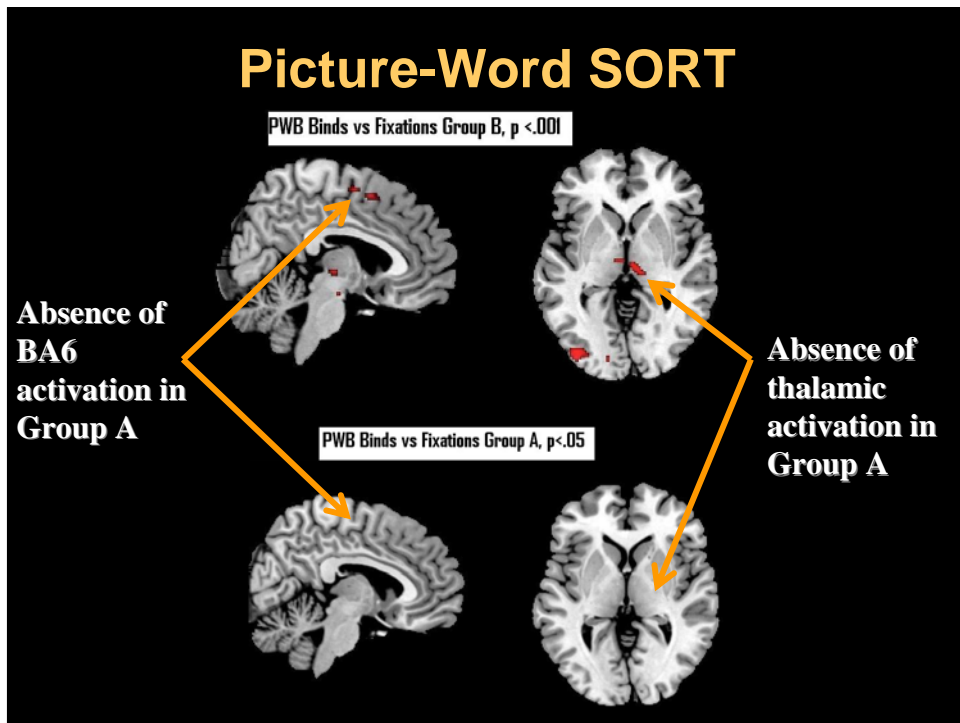 Picture-Word SORT
PWB Binds vs Fixations Group B, p <.001
Absence of
BA6
activation in
Group A
Absence of
thalamic
activation in
Group A
PWB Binds vs Fixations Group A, p<.05